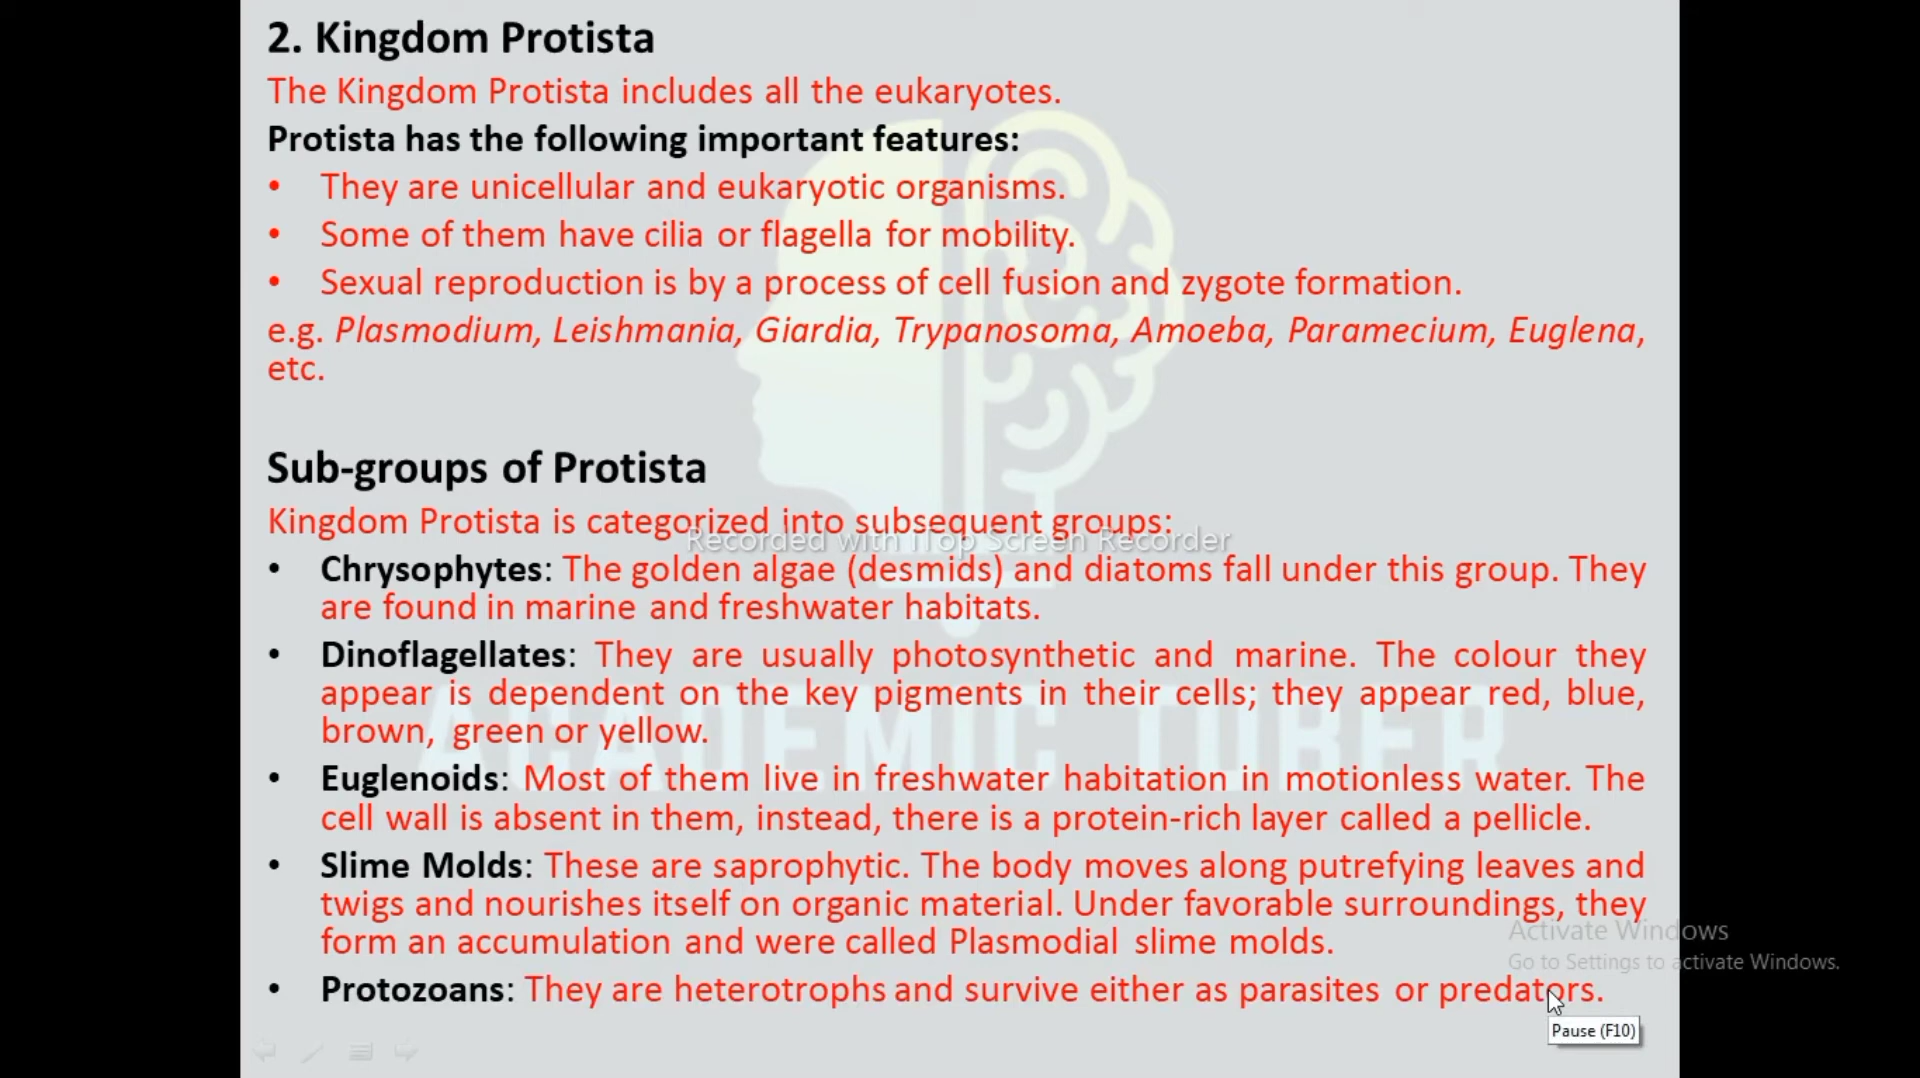 2. Kingdom Protista
The Kingdom Protista includes all the eukaryotes.
Protista has the following important features:
• They are unicellular and eukaryotic organisms.
• Some of them have cilia or flagella for mobility.
• Sexual reproduction is by a process of cell fusion and zygote formation.
e.g. Plasmodium, Leishmania, Giardia, Trypanosoma, Amoeba, Paramecium, Euglena,
etc.
Sub-groups of Protista
Kingdom Protista is categorized into subsequent groups:
Recorded with iTop Screen Recorder
• Chrysophytes: The golden algae (desmids) and diatoms fall under this group. They
are found in marine and freshwater habitats.
• Dinoflagellates: They are usually photosynthetic and marine. The colour they
appear is dependent on the key pigments in their cells; they appear red, blue,
brown, green or yellow.
ACADEMIC TUBER
• Euglenoids: Most of them live in freshwater habitation in motionless water. The
cell wall is absent in them, instead, there is a protein-rich layer called a pellicle.
• Slime Molds: These are saprophytic. The body moves along putrefying leaves and
twigs and nourishes itself on organic material. Under favorable surroundings, they
form an accumulation and were called Plasmodial slime molds.
Activate Windows
Go to Settings to activate Windows.
• Protozoans: They are heterotrophs and survive either as parasites or predators.
Pause (F10)